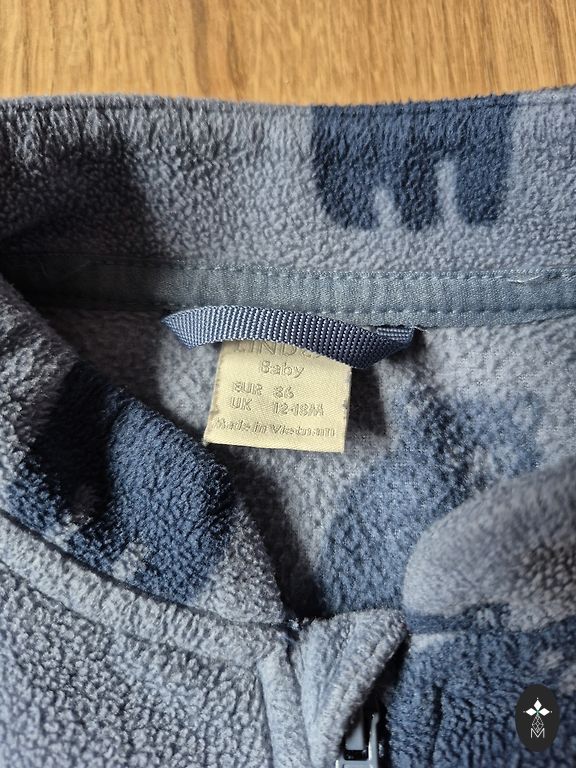 Baby
EUR 86
UK 12-18M
Made in Vietnam